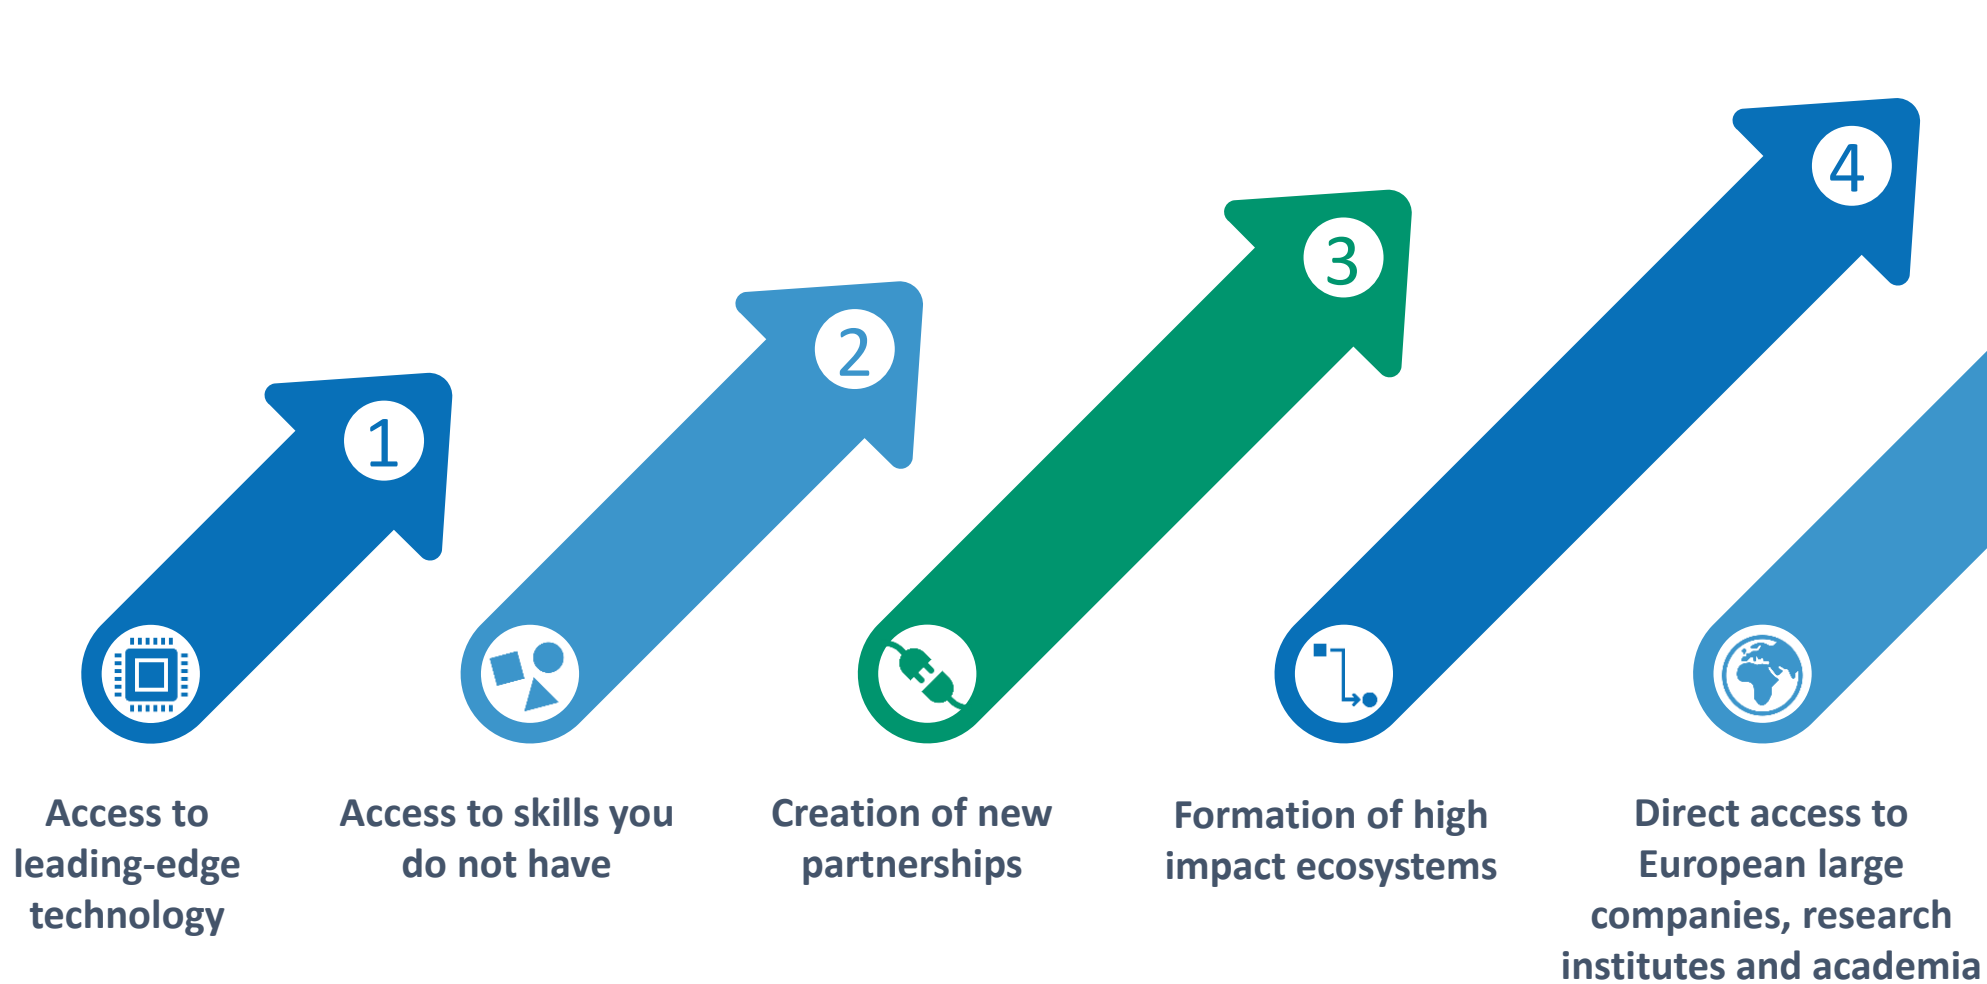 1
2
3
4
Access to
leading-edge
technology
Access to skills you
do not have
Creation of new
partnerships
Formation of high
impact ecosystems
Direct access to
European large
companies, research
institutes and academia